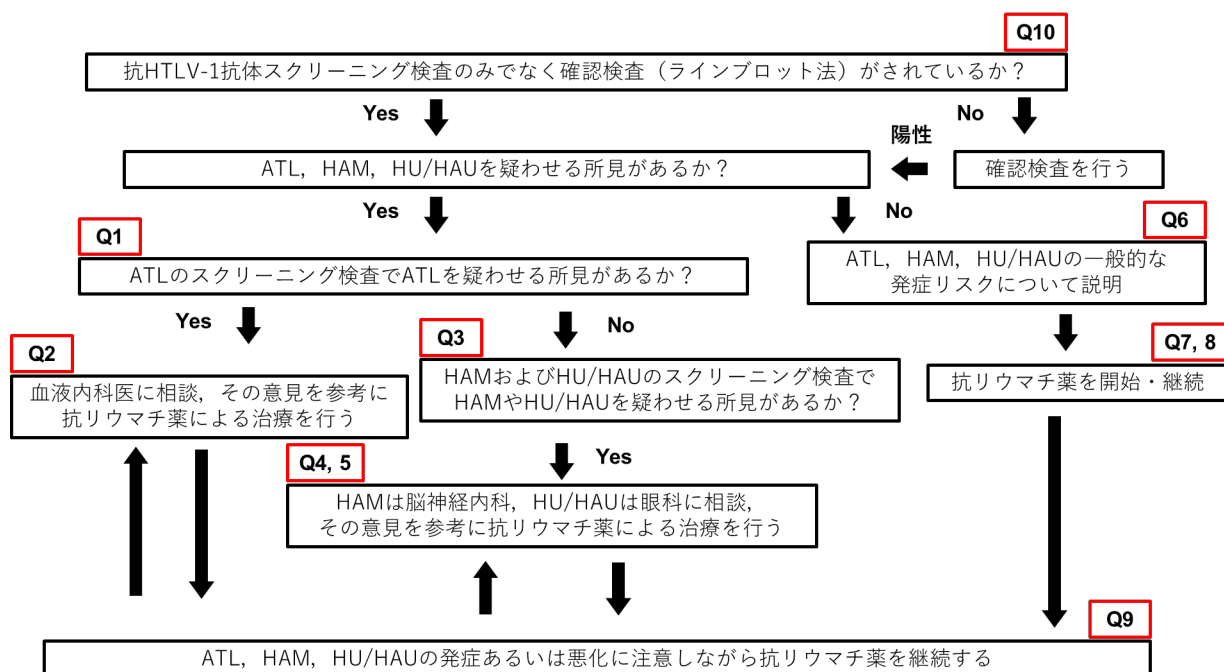 Q10
抗HTLV-1抗体スクリーニング検査のみでなく確認検査（ラインブロット法）がされているか？
Yes
No
陽性
ATL，HAM，HU/HAUを疑わせる所見があるか？
確認検査を行う
Yes
No
Q1
Q6
ATLのスクリーニング検査でATLを疑わせる所見があるか？
ATL，HAM，HU/HAUの一般的な
発症リスクについて説明
Yes
No
Q2
Q3
Q7, 8
血液内科医に相談，その意見を参考に
抗リウマチ薬による治療を行う
HAMおよびHU/HAUのスクリーニング検査で
HAMやHU/HAUを疑わせる所見があるか？
抗リウマチ薬を開始・継続
Yes
Q4, 5
HAMは脳神経内科，HU/HAUは眼科に相談，
その意見を参考に抗リウマチ薬による治療を行う
Q9
ATL，HAM，HU/HAUの発症あるいは悪化に注意しながら抗リウマチ薬を継続する